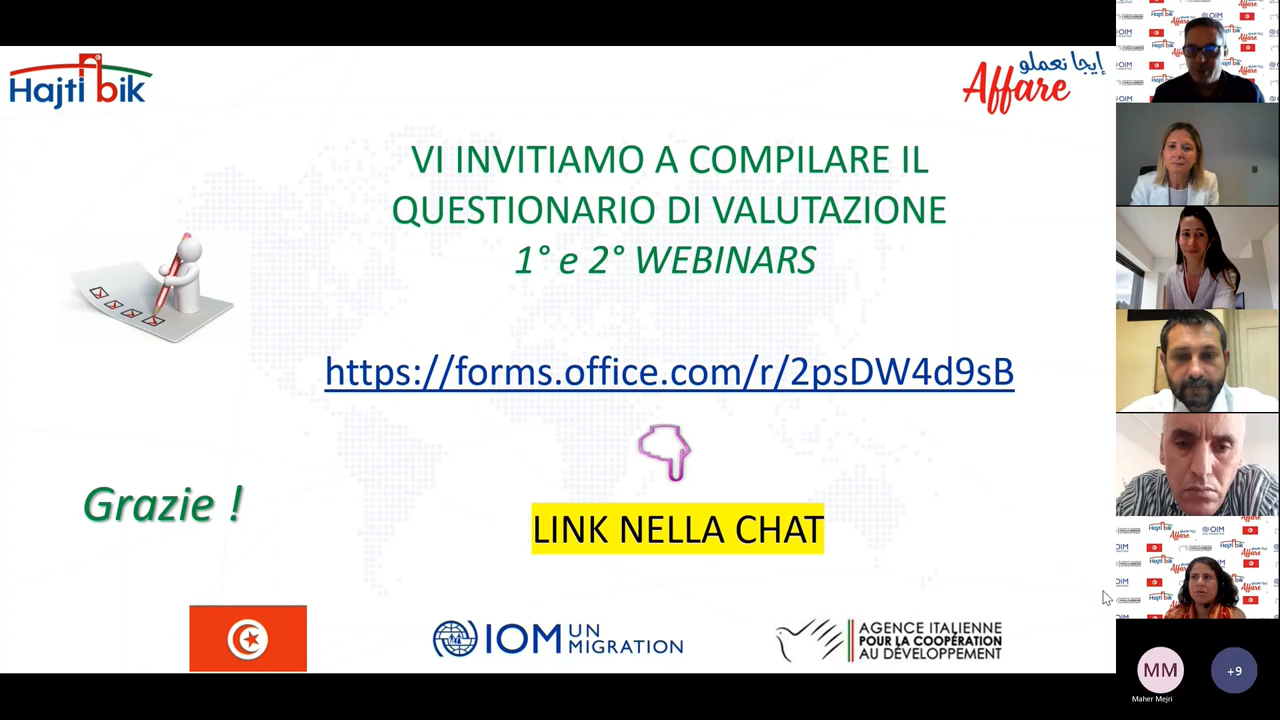 Hajti bik
إيجا نعملو
Affare
VI INVITIAMO A COMPILARE IL
QUESTIONARIO DI VALUTAZIONE
1° e 2° WEBINARS
https://forms.office.com/r/2psDW4d9sB
Grazie !
LINK NELLA CHAT
IOM UN MIGRATION
AGENCE ITALIENNE
POUR LA COOPÉRATION
AU DÉVELOPPEMENT
MM
Maher Mejri
+9